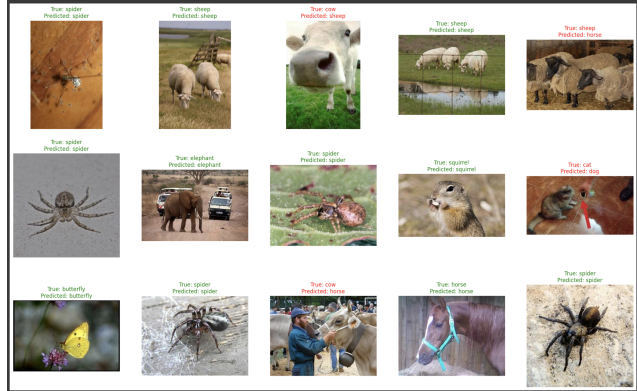 True: spider
Predicted: spider
True: sheep
Predicted: sheep
True: cow
Predicted: sheep
True: sheep
Predicted: sheep
True: sheep
Predicted: horse
True: spider
Predicted: spider
True: elephant
Predicted: elephant
True: spider
Predicted: spider
True: squirrel
Predicted: squirrel
True: cat
Predicted: dog
True: butterfly
Predicted: butterfly
True: spider
Predicted: spider
True: cow
Predicted: horse
True: horse
Predicted: horse
True: spider
Predicted: spider